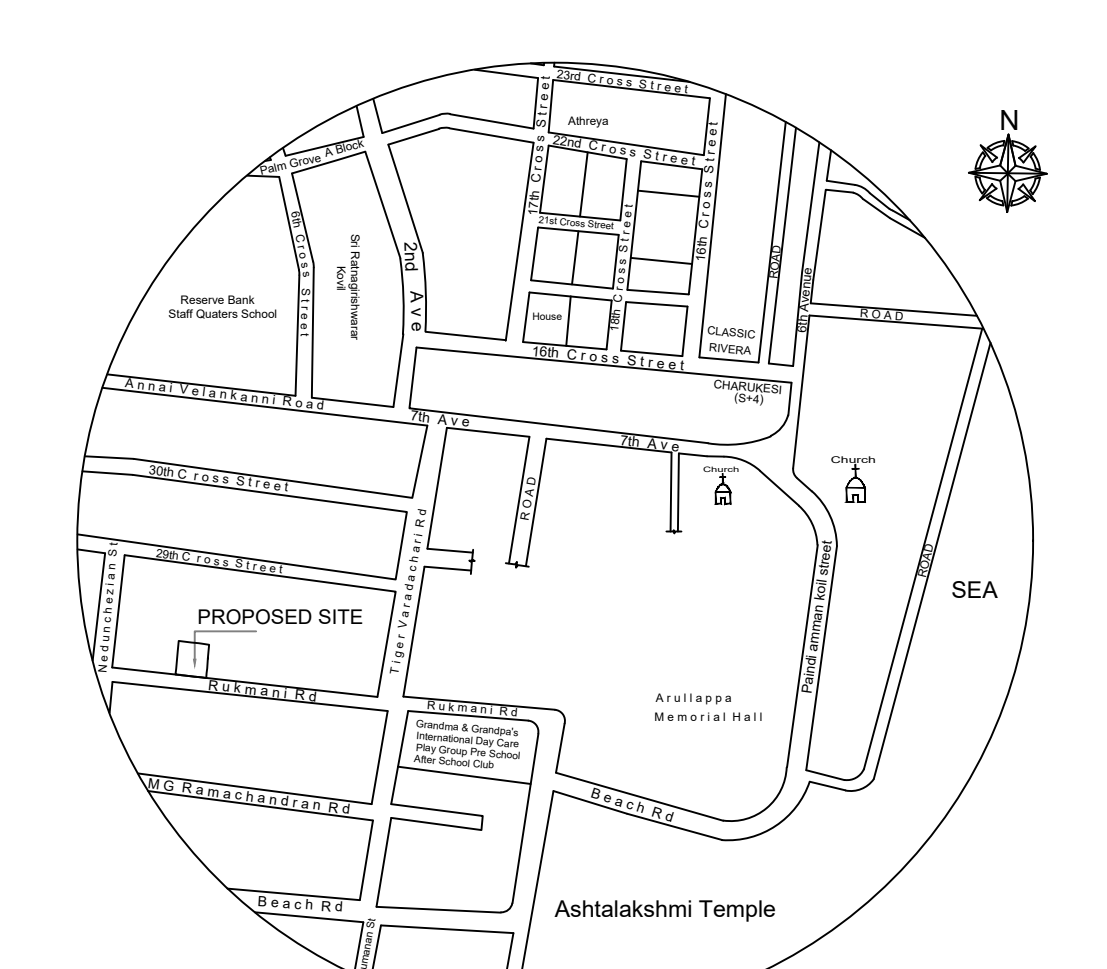 N
23rd Cross Street
Athreya
22nd Cross Street
17th Cross Street
16th Cross Street
Palm Grove A Block
6th Cross Street
Sri Ratnagirishwarar
Kovil
2nd Ave
21st Cross Street
18th Cross Street
ROAD
6th Avenue
ROAD
Reserve Bank
Staff Quaters School
House
CLASSIC
RIVERA
16th Cross Street
CHARUKESI
(S+4)
Annai Velankanni Road
7th Ave
7th Ave
Church
Church
30th Cross Street
ROAD
Tiger Varadachari Rd
29th Cross Street
Neduncheziyan St
ROAD
SEA
Paindi amman koil street
PROPOSED SITE
Rukmani Rd
Rukmani Rd
Arullappa
Memorial Hall
Grandma & Grandpa's
International Day Care
Play Group Pre School
After School Club
MG Ramachandran Rd
Beach Rd
Beach Rd
Ashtalakshmi Temple
St